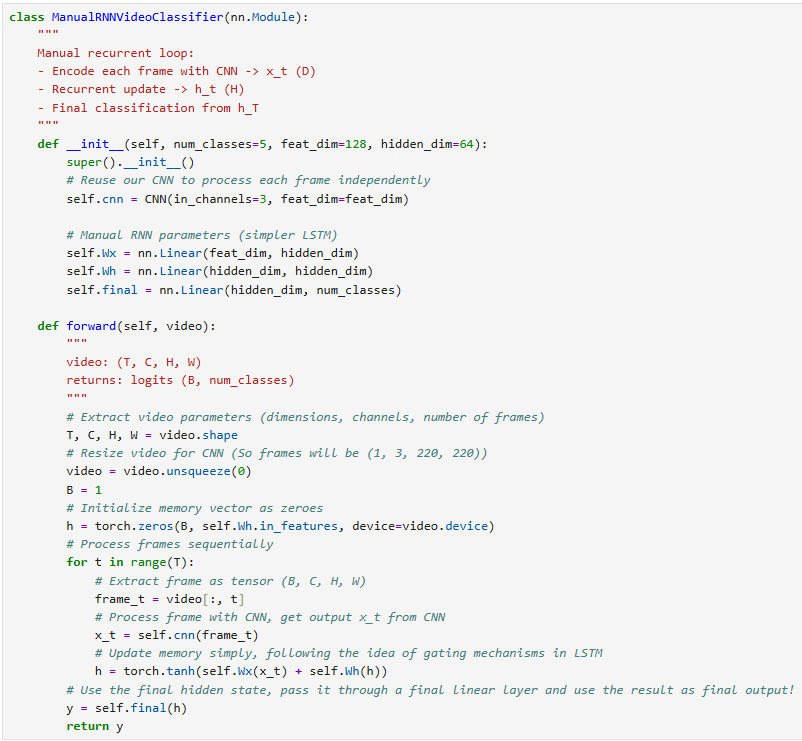 class ManualRNNVideoClassifier(nn.Module):
    """
    Manual recurrent loop:
    - Encode each frame with CNN -> x_t (D)
    - Recurrent update -> h_t (H)
    - Final classification from h_T
    """
    def __init__(self, num_classes=5, feat_dim=128, hidden_dim=64):
        super().__init__()
        # Reuse our CNN to process each frame independently
        self.cnn = CNN(in_channels=3, feat_dim=feat_dim)

        # Manual RNN parameters (simpler LSTM)
        self.Wx = nn.Linear(feat_dim, hidden_dim)
        self.Wh = nn.Linear(hidden_dim, hidden_dim)
        self.final = nn.Linear(hidden_dim, num_classes)

    def forward(self, video):
        """
        video: (T, C, H, W)
        returns: logits (B, num_classes)
        """
        # Extract video parameters (dimensions, channels, number of frames)
        T, C, H, W = video.shape
        # Resize video for CNN (So frames will be (1, 3, 220, 220))
        video = video.unsqueeze(0)
        B = 1
        # Initialize memory vector as zeroes
        h = torch.zeros(B, self.Wh.in_features, device=video.device)
        # Process frames sequentially
        for t in range(T):
            # Extract frame as tensor (B, C, H, W)
            frame_t = video[:, t]
            # Process frame with CNN, get output x_t from CNN
            x_t = self.cnn(frame_t)
            # Update memory simply, following the idea of gating mechanisms in LSTM
            h = torch.tanh(self.Wx(x_t) + self.Wh(h))
        # Use the final hidden state, pass it through a final linear layer and use the result as final output!
        y = self.final(h)
        return y